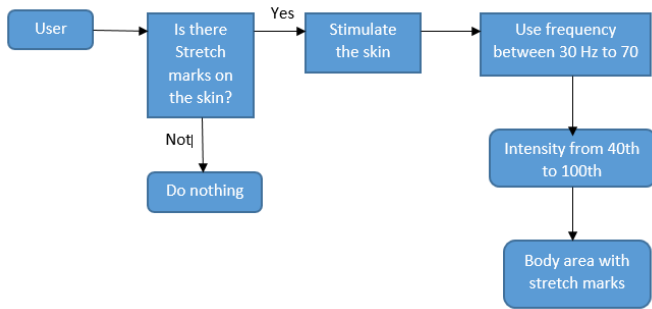 User
Is there
Stretch
marks on
the skin?
Yes
Stimulate
the skin
Use frequency
between 30 Hz to 70
Not
Do nothing
Intensity from 40th
to 100th
Body area with
stretch marks